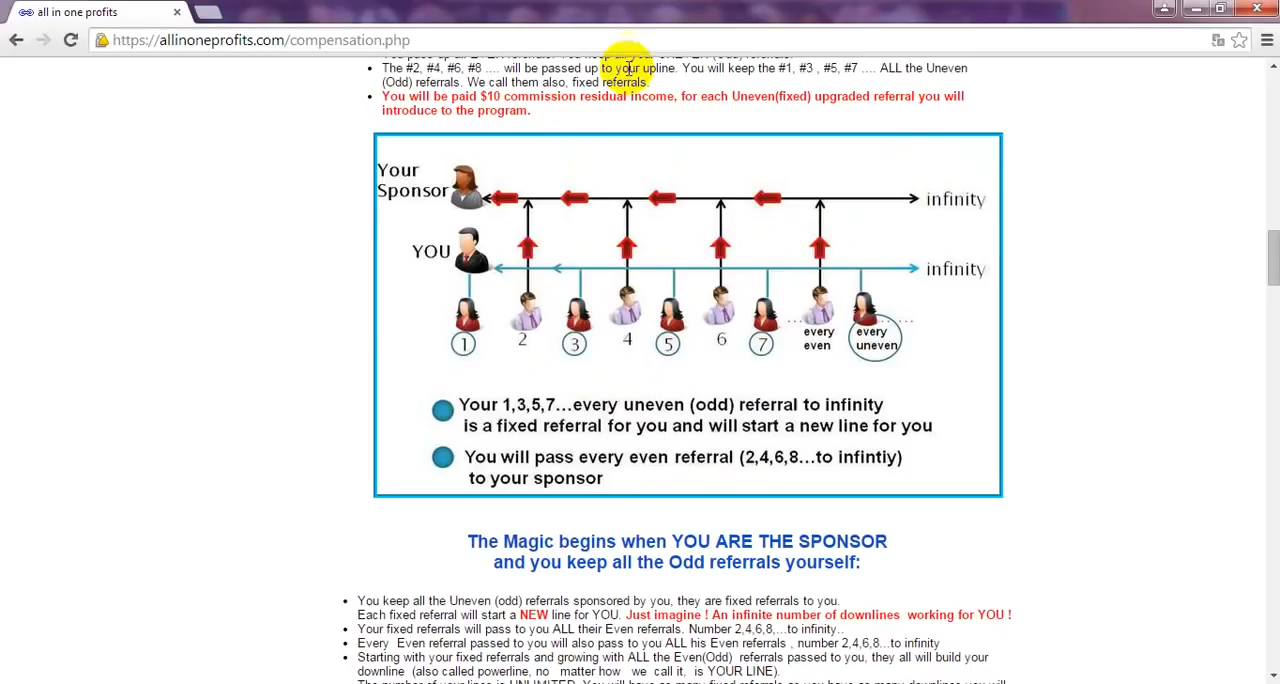 all in one profits
https://allinoneprofits.com/compensation.php
The #2, #4, #6, #8 .... will be passed up to your upline. You will keep the #1, #3 , #5, #7 .... ALL the Uneven
(Odd) referrals. We call them also, fixed referrals.
You will be paid $10 commission residual income, for each Uneven(fixed) upgraded referral you will
introduce to the program.
Your
Sponsor
infinity
YOU
infinity
1 2 3 4 5 6 7 ..... every even every uneven ......
Your 1,3,5,7...every uneven (odd) referral to infinity
is a fixed referral for you and will start a new line for you
You will pass every even referral (2,4,6,8...to infintiy)
to your sponsor
The Magic begins when YOU ARE THE SPONSOR
and you keep all the Odd referrals yourself:
You keep all the Uneven (odd) referrals sponsored by you, they are fixed referrals to you.
Each fixed referral will start a NEW line for YOU. Just imagine ! An infinite number of downlines working for YOU !
Your fixed referrals will pass to you ALL their Even referrals. Number 2,4,6,8,...to infinity..
Every Even referral passed to you will also pass to you ALL his Even referrals , number 2,4,6,8...to infinity
Starting with your fixed referrals and growing with ALL the Even(Odd) referrals passed to you, they all will build your
downline (also called powerline, no matter how we call it, is YOUR LINE).